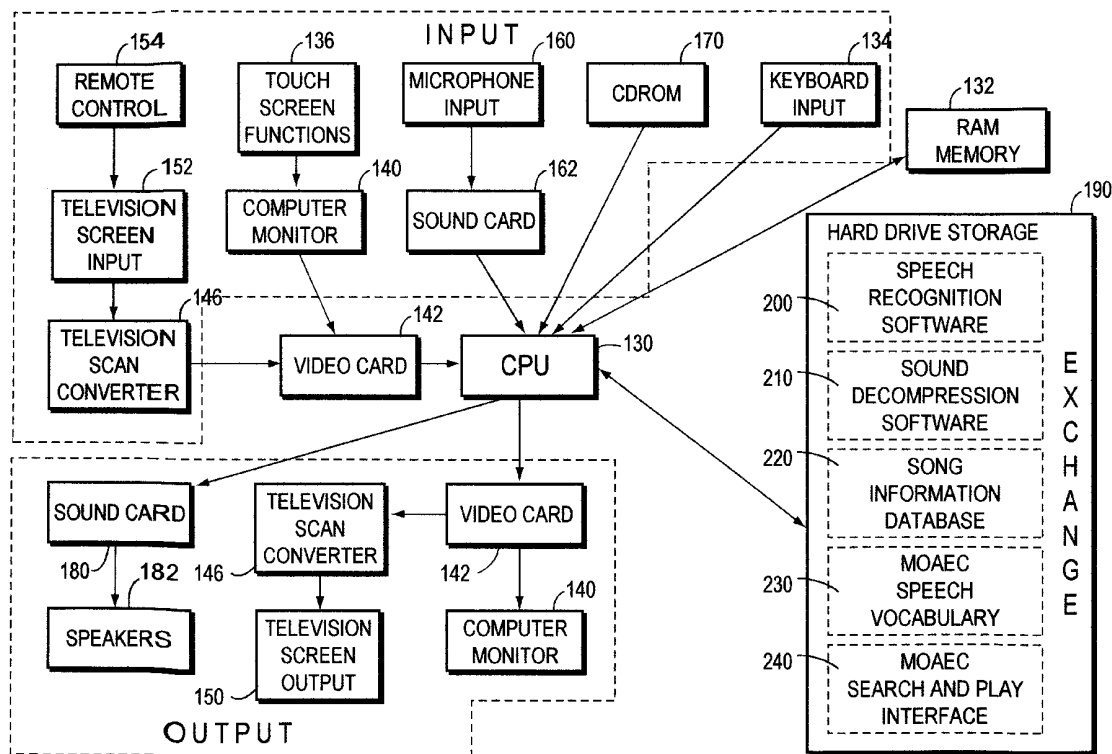 INPUT
154
REMOTE
CONTROL
136
TOUCH
SCREEN
FUNCTIONS
160
MICROPHONE
INPUT
170
CDROM
134
KEYBOARD
INPUT
132
RAM
MEMORY
152
TELEVISION
SCREEN
INPUT
140
COMPUTER
MONITOR
162
SOUND CARD
146
TELEVISION
SCAN
CONVERTER
142
VIDEO CARD
130
CPU
190
HARD DRIVE STORAGE
200
SPEECH
RECOGNITION
SOFTWARE
210
SOUND
DECOMPRESSION
SOFTWARE
220
SONG
INFORMATION
DATABASE
230
MOAEC
SPEECH
VOCABULARY
240
MOAEC
SEARCH AND PLAY
INTERFACE
EXCHANGE
SOUND CARD
180
182
SPEAKERS
TELEVISION
SCAN
CONVERTER
146
TELEVISION
SCREEN
OUTPUT
150
VIDEO CARD
142
140
COMPUTER
MONITOR
OUTPUT